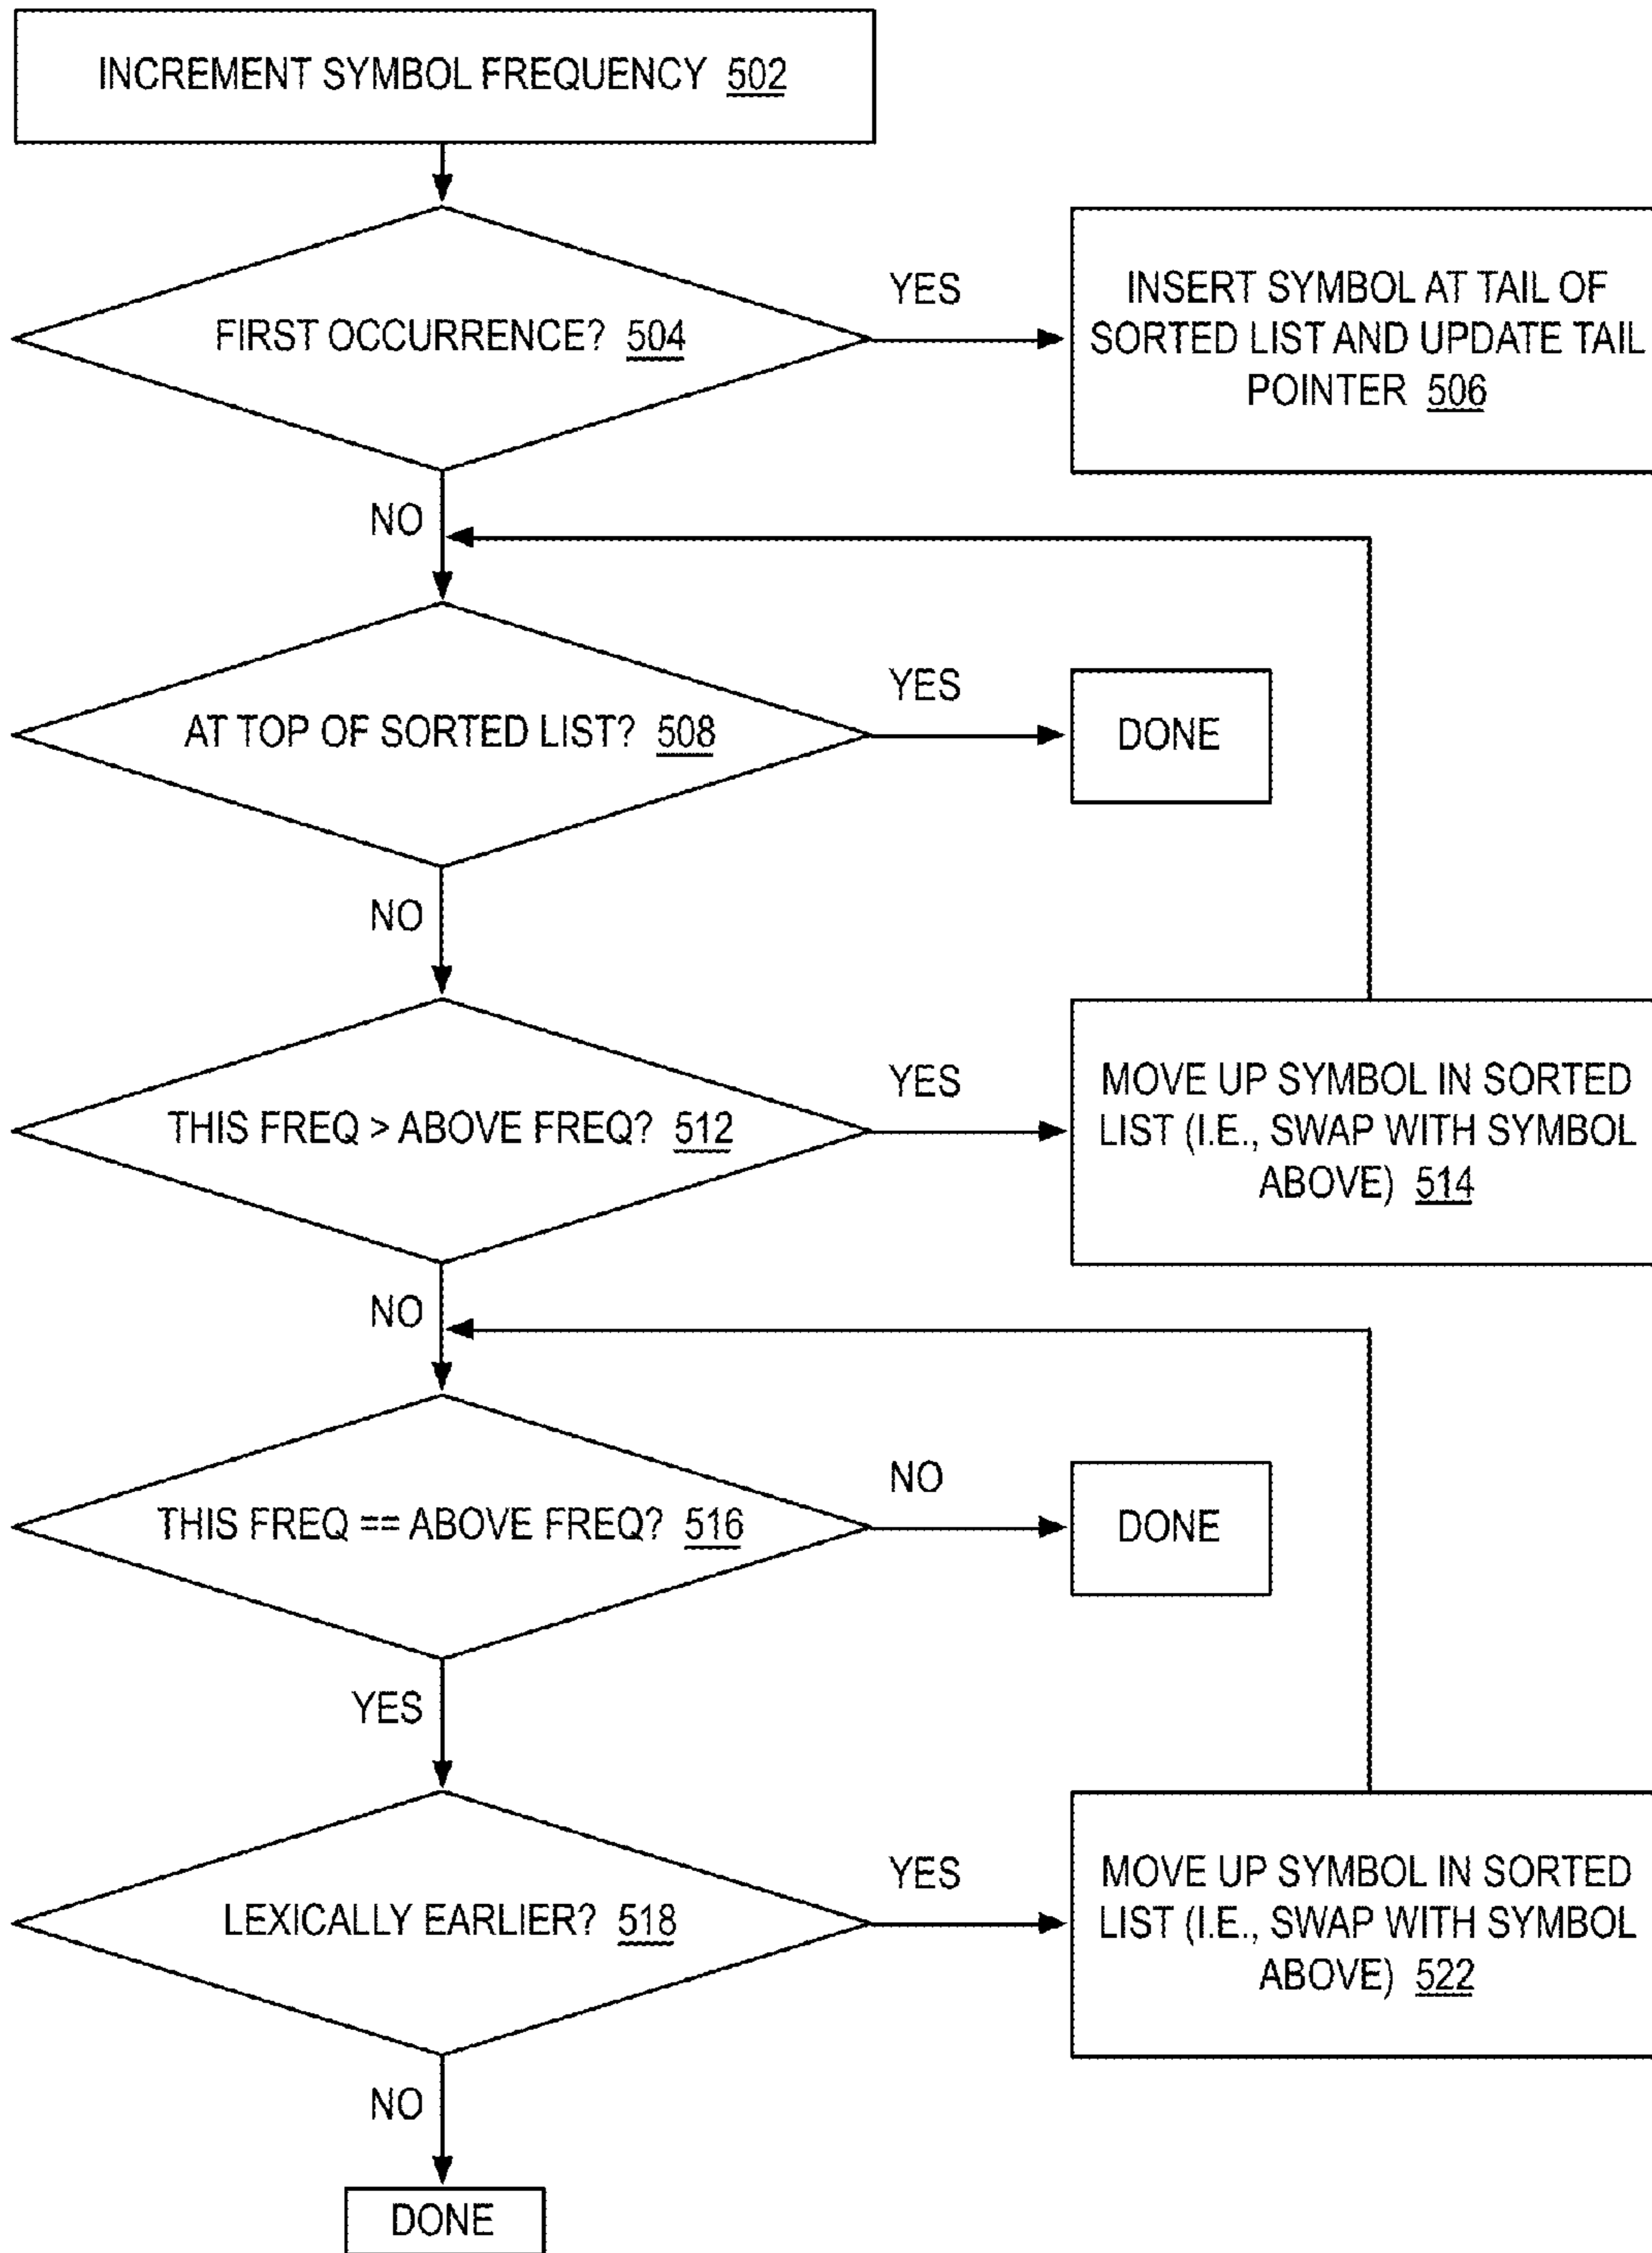 INCREMENT SYMBOL FREQUENCY 502
FIRST OCCURRENCE? 504
YES
INSERT SYMBOL AT TAIL OF
SORTED LIST AND UPDATE TAIL
POINTER 506
NO
AT TOP OF SORTED LIST? 508
YES
DONE
NO
THIS FREQ > ABOVE FREQ? 512
YES
MOVE UP SYMBOL IN SORTED
LIST (I.E., SWAP WITH SYMBOL
ABOVE) 514
NO
THIS FREQ == ABOVE FREQ? 516
NO
DONE
YES
LEXICALLY EARLIER? 518
YES
MOVE UP SYMBOL IN SORTED
LIST (I.E., SWAP WITH SYMBOL
ABOVE) 522
NO
DONE